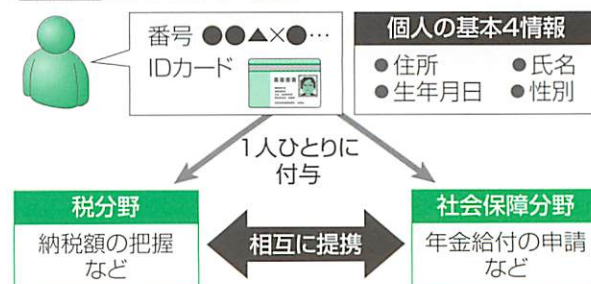 番号 ●●▲×●…
IDカード
個人の基本4情報
●住所 ●氏名
●生年月日 ●性別
1人ひとりに
付与
税分野
納税額の把握
など
相互に提携
社会保障分野
年金給付の申請
など